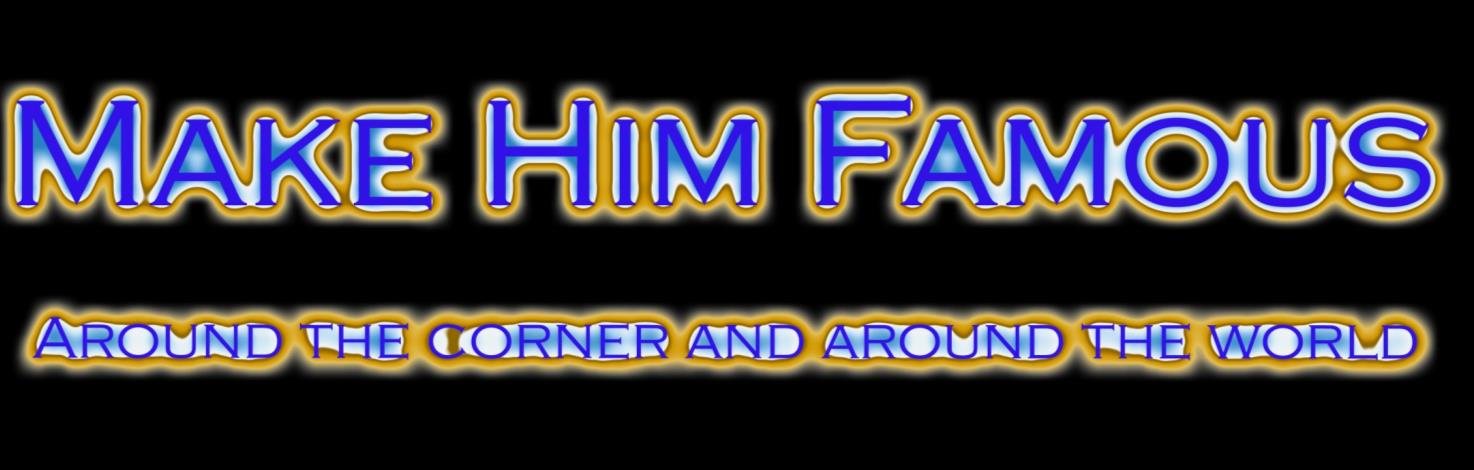 Make Him Famous
Around the corner and around the world